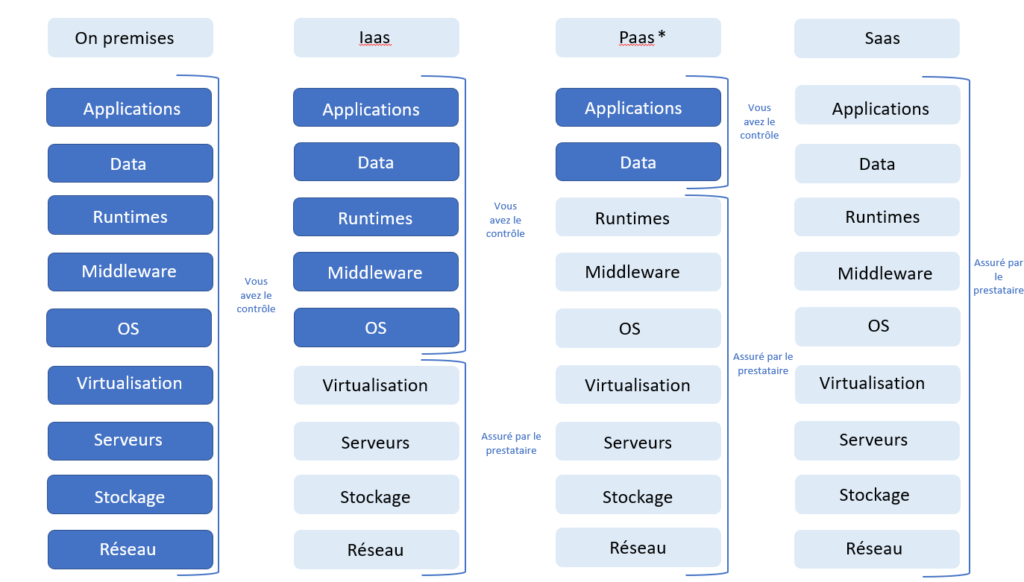 On premises
Iaas
Paas *
Saas
Applications
Data
Runtimes
Middleware
OS
Virtualisation
Serveurs
Stockage
Réseau
Vous
avez le
contrôle
Applications
Data
Runtimes
Middleware
OS
Virtualisation
Serveurs
Stockage
Réseau
Vous
avez le
contrôle
Assuré par le
prestataire
Applications
Data
Runtimes
Middleware
OS
Virtualisation
Serveurs
Stockage
Réseau
Vous
avez le
contrôle
Assuré par le
prestataire
Applications
Data
Runtimes
Middleware
OS
Virtualisation
Serveurs
Stockage
Réseau
Assuré par
le
prestataire